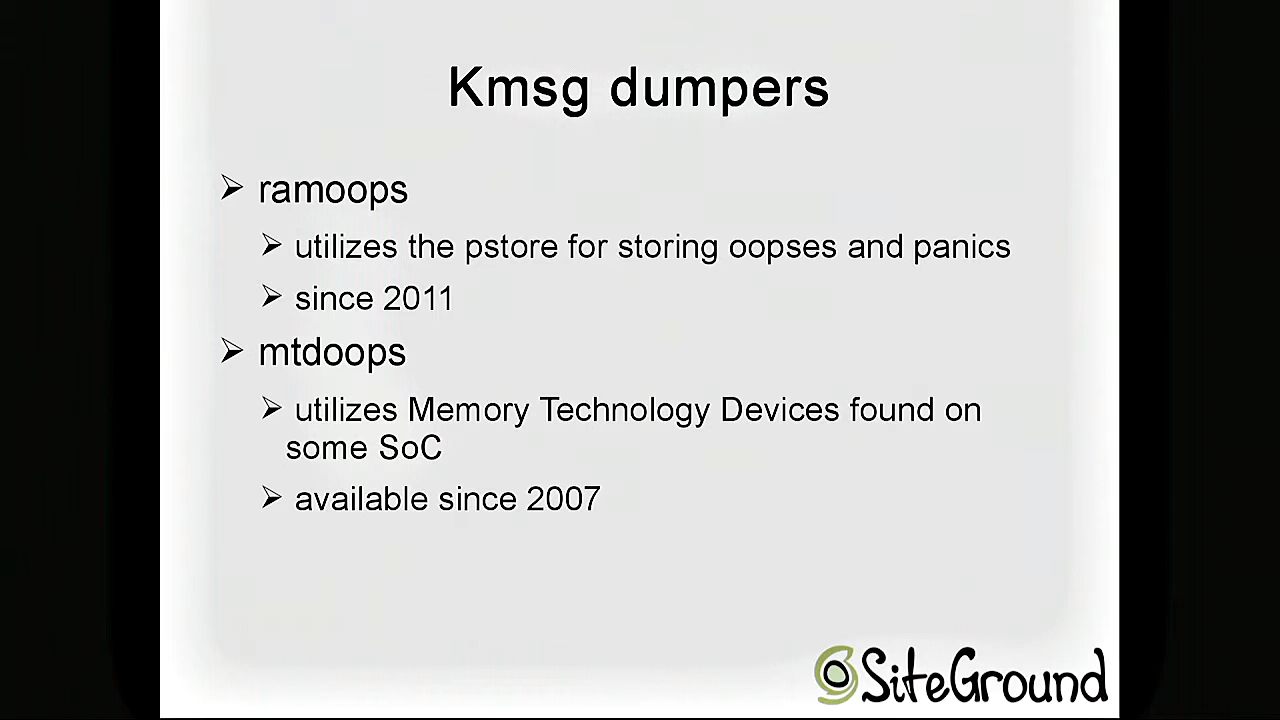 Kmsg dumpers
ramoops
utilizes the pstore for storing oopses and panics
since 2011
mtdoops
utilizes Memory Technology Devices found on
some SoC
available since 2007
SiteGround